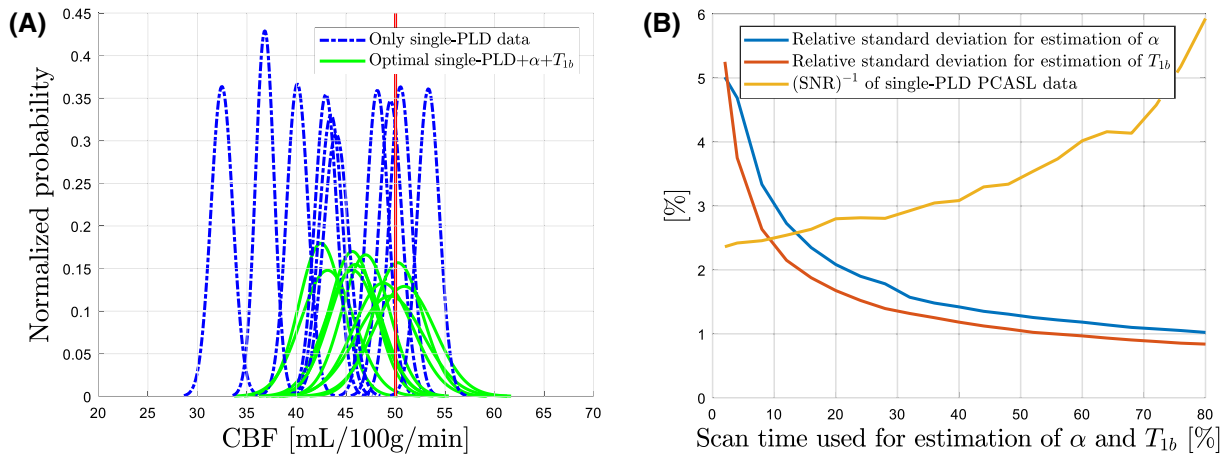 (A)
Normalized probability
0.45
0.4
0.35
0.3
0.25
0.2
0.15
0.1
0.05
0
Only single-PLD data
Optimal single-PLD+α+T1b
20 25 30 35 40 45 50 55 60 65 70
CBF [mL/100g/min]
(B)
[%]
6
5
4
3
2
1
0
Relative standard deviation for estimation of α
Relative standard deviation for estimation of T1b
(SNR)⁻¹ of single-PLD PCASL data
0 10 20 30 40 50 60 70 80
Scan time used for estimation of α and T1b [%]